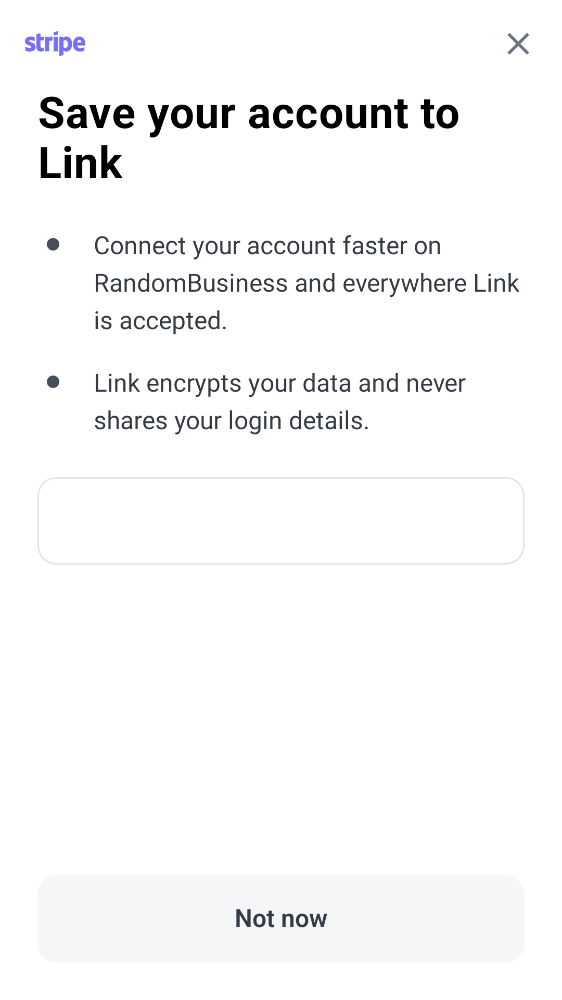 stripe
Save your account to
Link
Connect your account faster on
RandomBusiness and everywhere Link
is accepted.
Link encrypts your data and never
shares your login details.
Not now